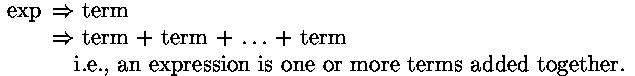 exp ⇒ term
⇒ term + term + ... + term
i.e., an expression is one or more terms added together.